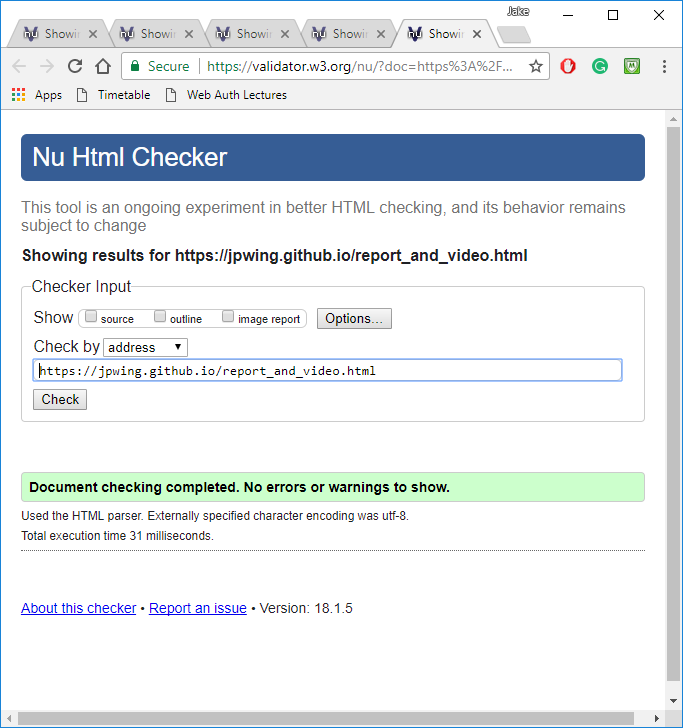 Jake
Showin
Showin
Showin
Showin
Showin
Secure
https://validator.w3.org/nu/?doc=https%3A%2F...
Apps
Timetable
Web Auth Lectures
Nu Html Checker
This tool is an ongoing experiment in better HTML checking, and its behavior remains
subject to change
Showing results for https://jpwing.github.io/report_and_video.html
Checker Input
Show source outline image report Options...
Check by address
https://jpwing.github.io/report_and_video.html
Check
Document checking completed. No errors or warnings to show.
Used the HTML parser. Externally specified character encoding was utf-8.
Total execution time 31 milliseconds.
About this checker • Report an issue • Version: 18.1.5